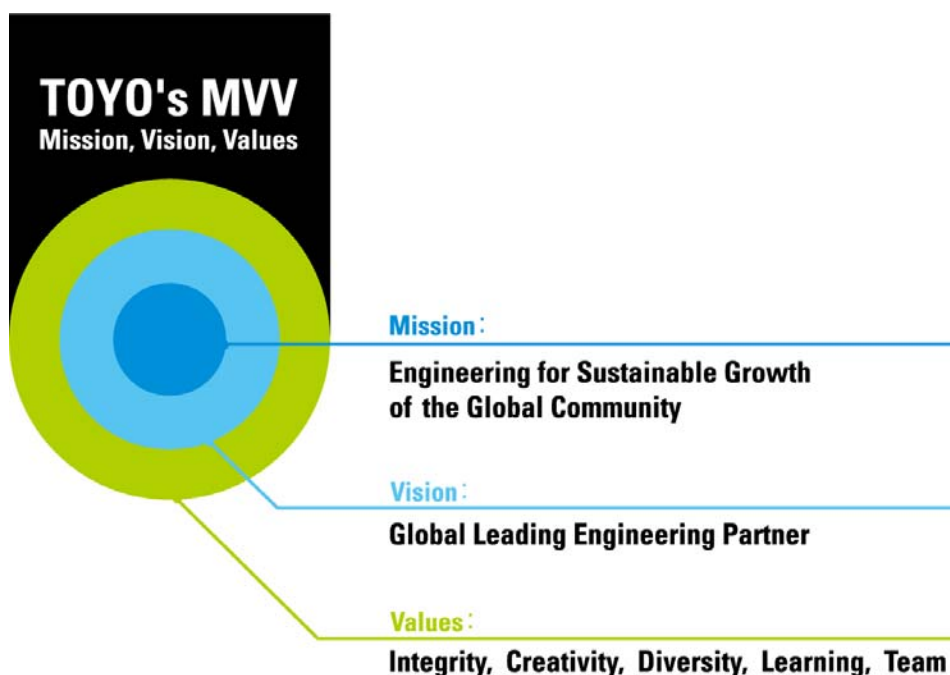 TOYO's MVV
Mission, Vision, Values
Mission:
Engineering for Sustainable Growth
of the Global Community
Vision:
Global Leading Engineering Partner
Values:
Integrity, Creativity, Diversity, Learning, Team